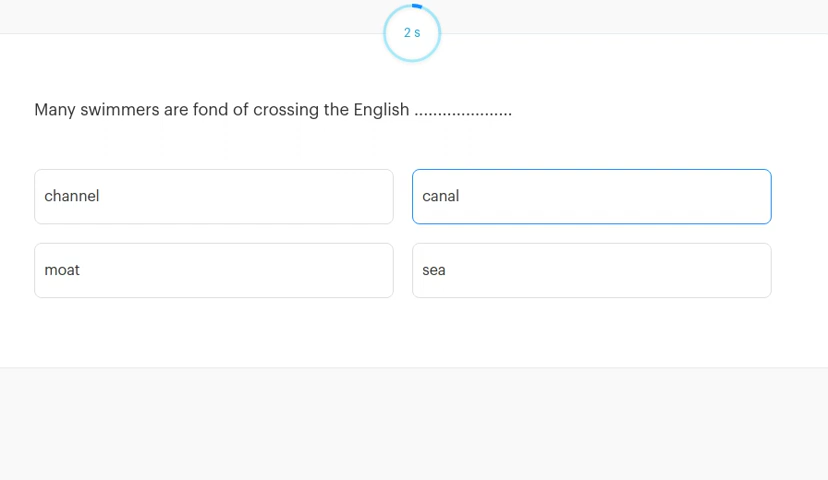 2 s
Many swimmers are fond of crossing the English .....................
channel
canal
moat
sea